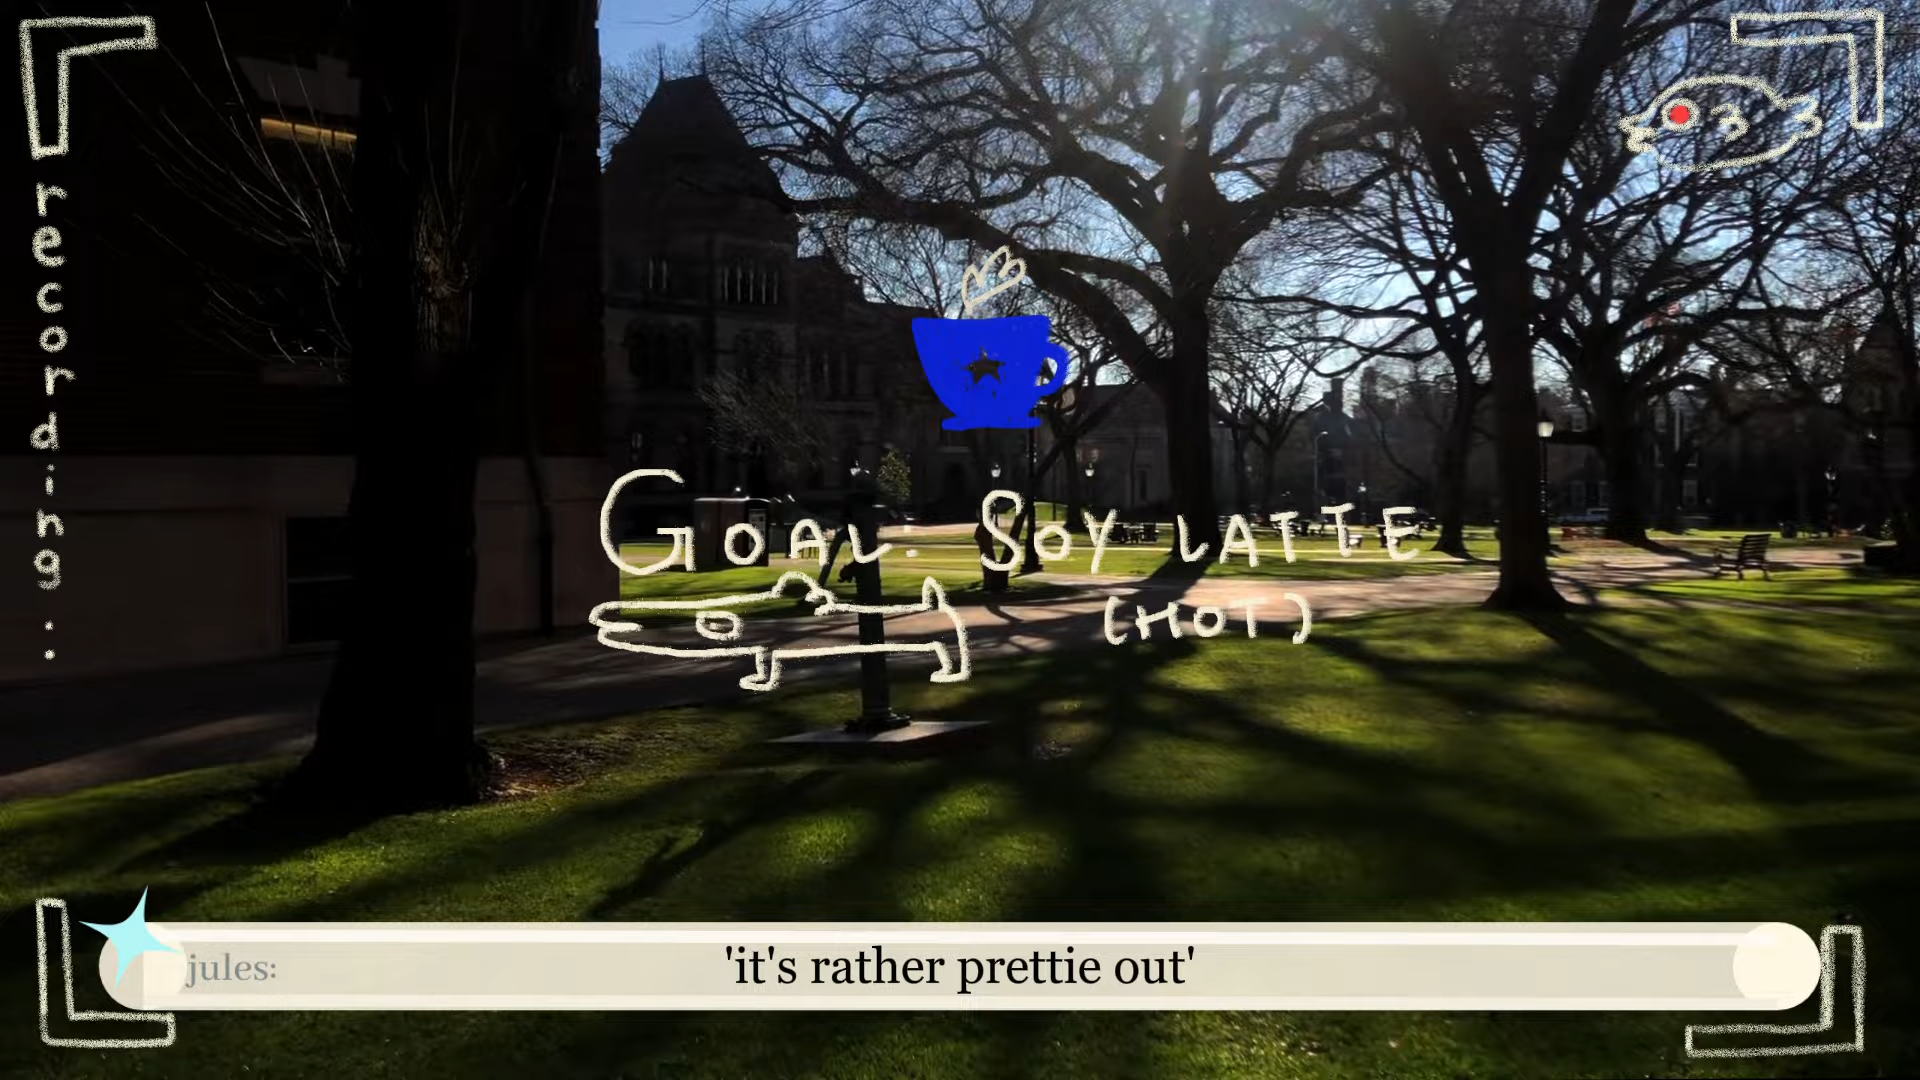 recording :
GOAL. SOY LATTE
(HOT)
jules:
'it's rather prettie out'